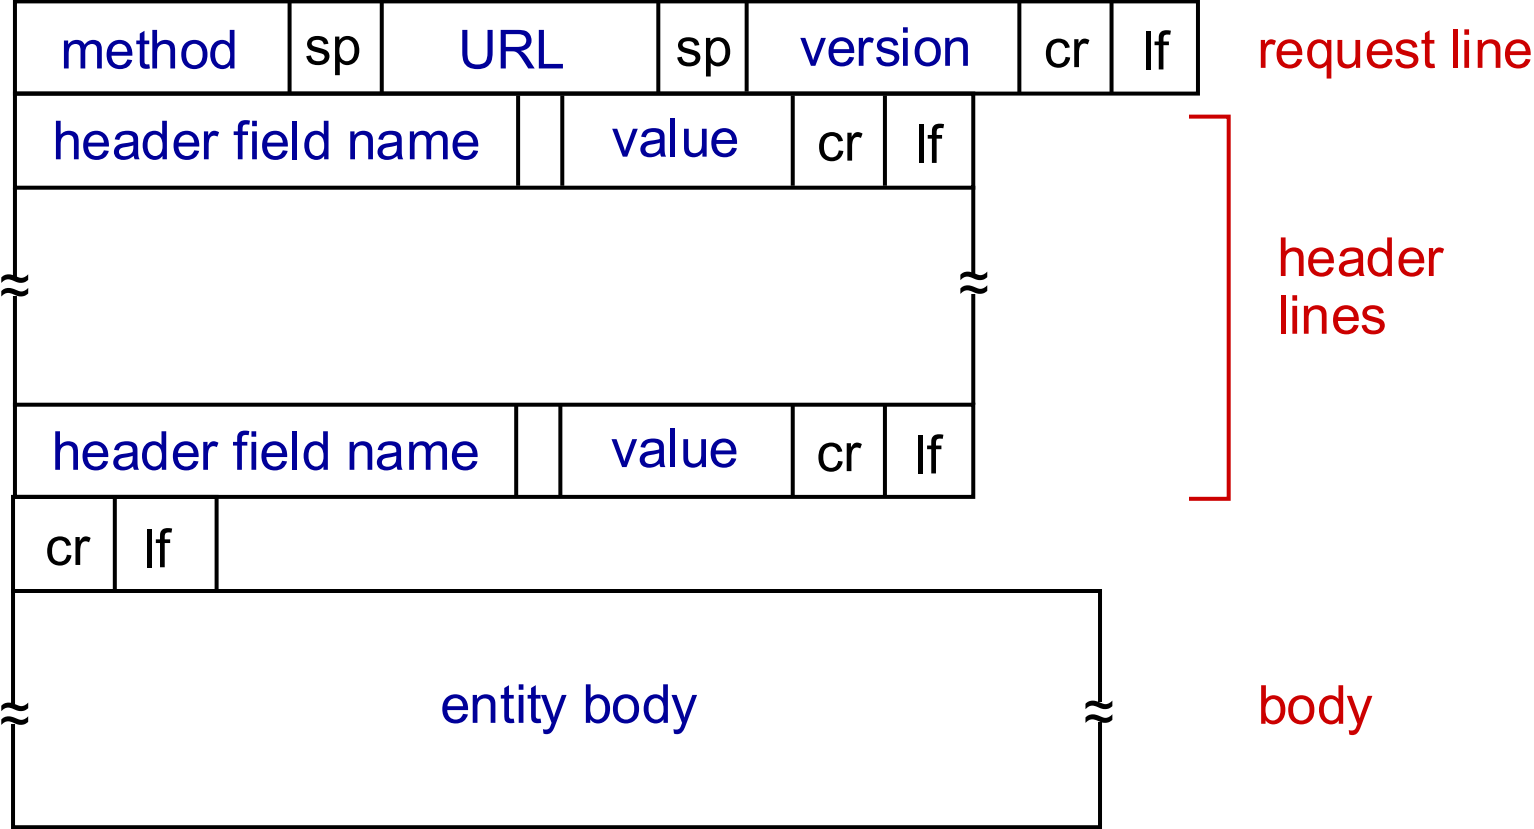 method sp URL sp version cr lf request line
header field name value cr lf
header
lines
header field name value cr lf
cr lf
entity body body